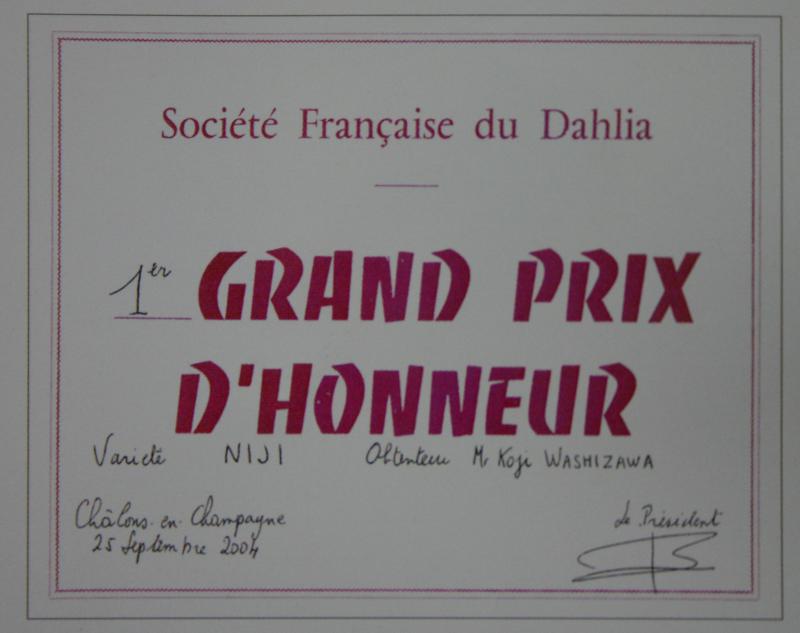 Société Française du Dahlia
1er GRAND PRIX
D'HONNEUR
Variété NIJI Obtenteur Mr Koji WASHIZAWA
Châlons-en-Champagne
25 Septembre 2004
Le Président